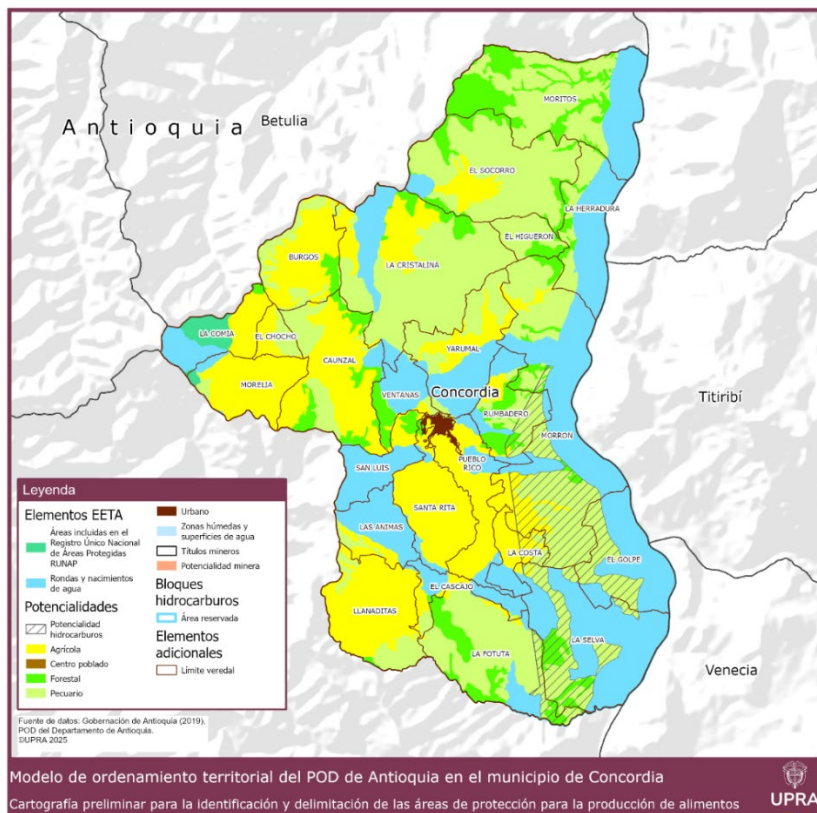 Antioquia
Betulia
MORITOS
EL SOCORRO
LA HERRADURA
EL HIGUERON
BURGOS
LA CRISTALINA
LA COMIA
EL CHOCHO
CAUNZAL
YARUMAL
MORELIA
VENTANAS
Concordia
RUMBADERO
Titiribí
MORRON
PUEBLO
RICO
SAN LUIS
SANTA RITA
LAS ANIMAS
LA COSTA
EL GOLPE
EL CASCAJO
LLANADITAS
LA SELVA
LA FOTUTA
Venecia
Leyenda
Elementos EETA
Áreas incluidas en el
Registro Único Nacional
de Áreas Protegidas
RUNAP
Rondas y nacimientos
de agua
Potencialidades
Potencialidad
hidrocarburos
Agrícola
Centro poblado
Forestal
Pecuario
Urbano
Zonas húmedas y
superficies de agua
Títulos mineros
Potencialidad minera
Bloques
hidrocarburos
Área reservada
Elementos
adicionales
Límite veredal
Fuente de datos: Gobernación de Antioquia (2019).
POD del Departamento de Antioquia.
©UPRA 2025
Modelo de ordenamiento territorial del POD de Antioquia en el municipio de Concordia
Cartografía preliminar para la identificación y delimitación de las áreas de protección para la producción de alimentos
UPRA